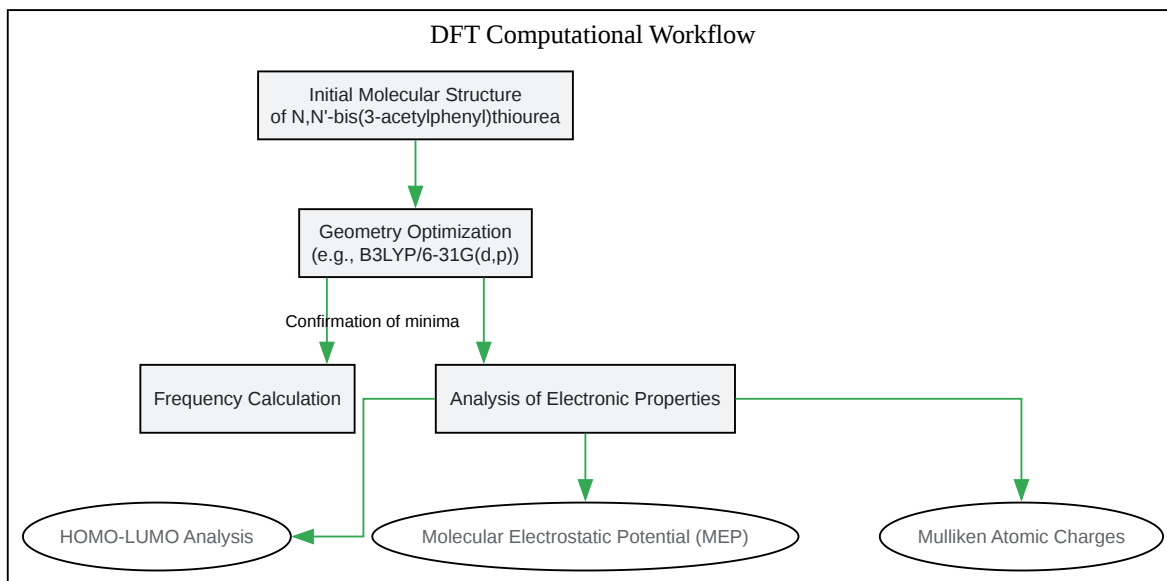 DFT Computational Workflow
Initial Molecular Structure
of N,N'-bis(3-acetylphenyl)thiourea
Geometry Optimization
(e.g., B3LYP/6-31G(d,p))
Confirmation of minima
Frequency Calculation
Analysis of Electronic Properties
HOMO-LUMO Analysis
Molecular Electrostatic Potential (MEP)
Mulliken Atomic Charges